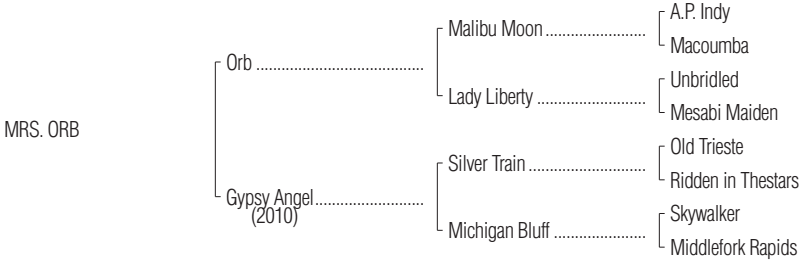 A.P. Indy
Malibu Moon
Macoumba
Orb
Unbridled
Lady Liberty
Mesabi Maiden
MRS. ORB
Old Trieste
Silver Train
Ridden in Thestars
Gypsy Angel
(2010)
Skywalker
Michigan Bluff
Middlefork Rapids